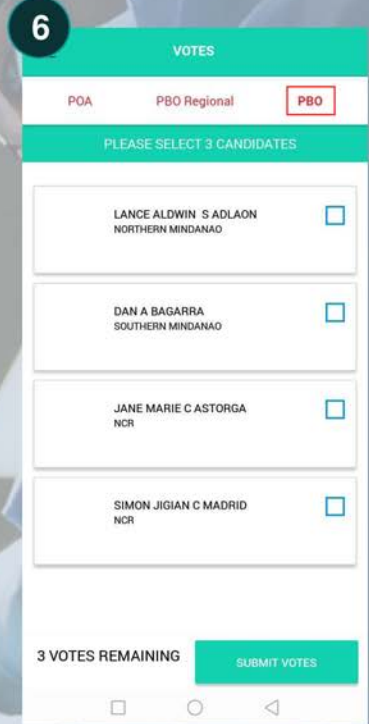 6
VOTES
POA PBO Regional PBO
PLEASE SELECT 3 CANDIDATES
LANCE ALDWIN S ADLAON
NORTHERN MINDANAO
DAN A BAGARRA
SOUTHERN MINDANAO
JANE MARIE C ASTORGA
NCR
SIMON JIGIAN C MADRID
NCR
3 VOTES REMAINING SUBMIT VOTES